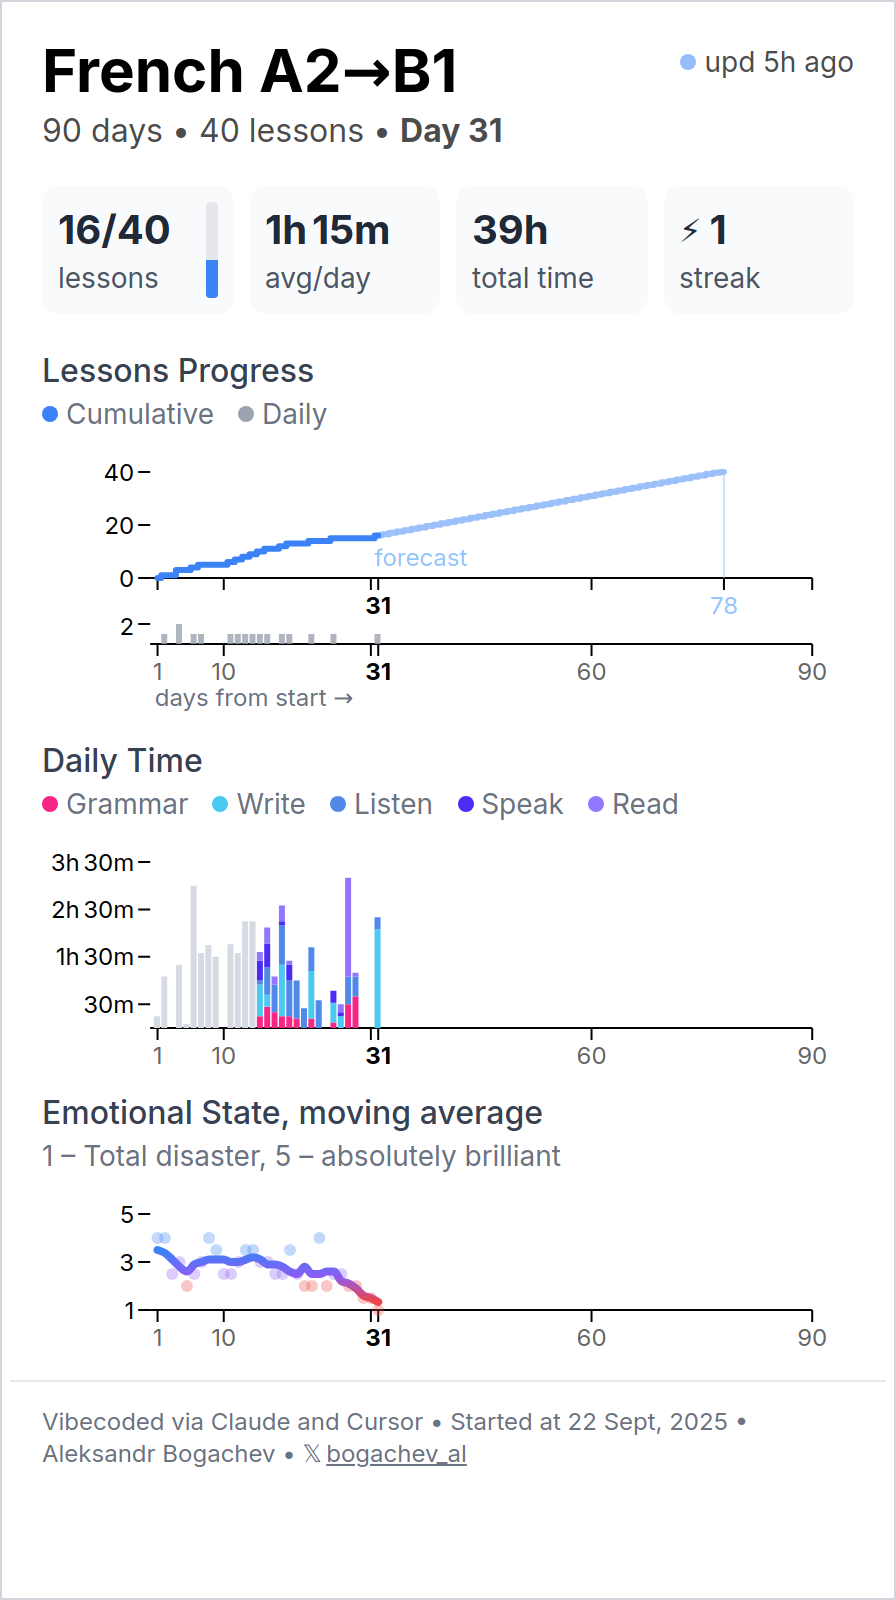 French A2→B1
upd 5h ago
90 days • 40 lessons • Day 31
16/40
lessons
1h 15m
avg/day
39h
total time
⚡ 1
streak
Lessons Progress
Cumulative Daily
40
20
0
forecast
31 78
2
1 10 31 60 90
days from start →
Daily Time
Grammar Write Listen Speak Read
3h 30m
2h 30m
1h 30m
30m
1 10 31 60 90
Emotional State, moving average
1 – Total disaster, 5 – absolutely brilliant
5
3
1
1 10 31 60 90
Vibecoded via Claude and Cursor • Started at 22 Sept, 2025 •
Aleksandr Bogachev • 𝕏 bogachev_al